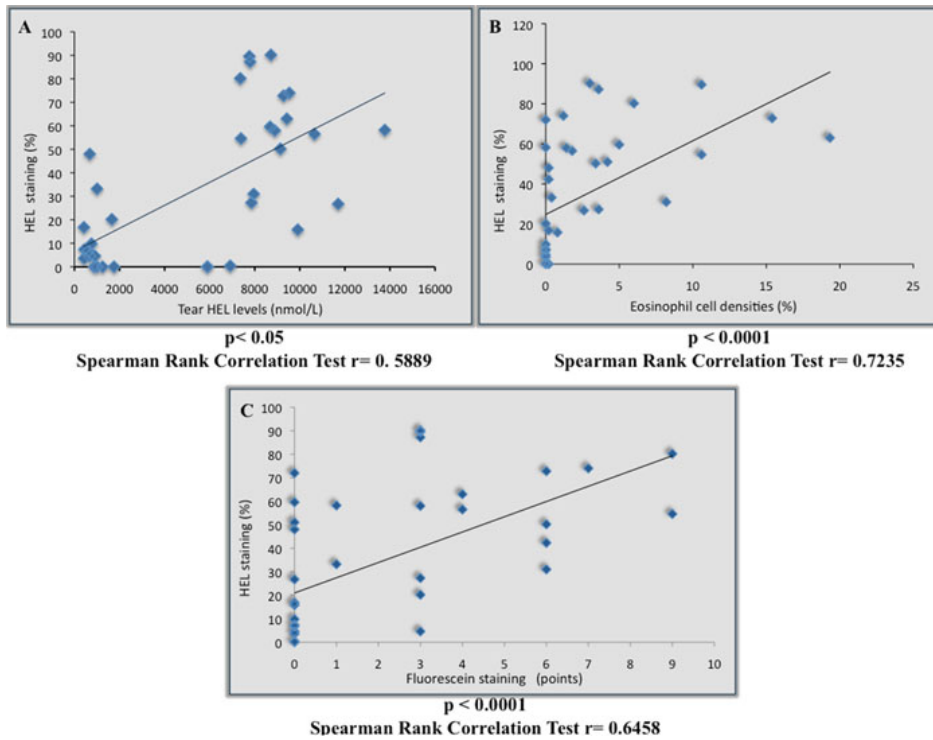 A
HEL staining (%)
100
90
80
70
60
50
40
30
20
10
0
0 2000 4000 6000 8000 10000 12000 14000 16000
Tear HEL levels (nmol/L)
p< 0.05
Spearman Rank Correlation Test r= 0. 5889
B
HEL staining (%)
120
100
80
60
40
20
0
0 5 10 15 20 25
Eosinophil cell densities (%)
p < 0.0001
Spearman Rank Correlation Test r= 0.7235
C
HEL staining (%)
100
90
80
70
60
50
40
30
20
10
0
0 1 2 3 4 5 6 7 8 9 10
Fluorescein staining (points)
p < 0.0001
Spearman Rank Correlation Test r= 0.6458